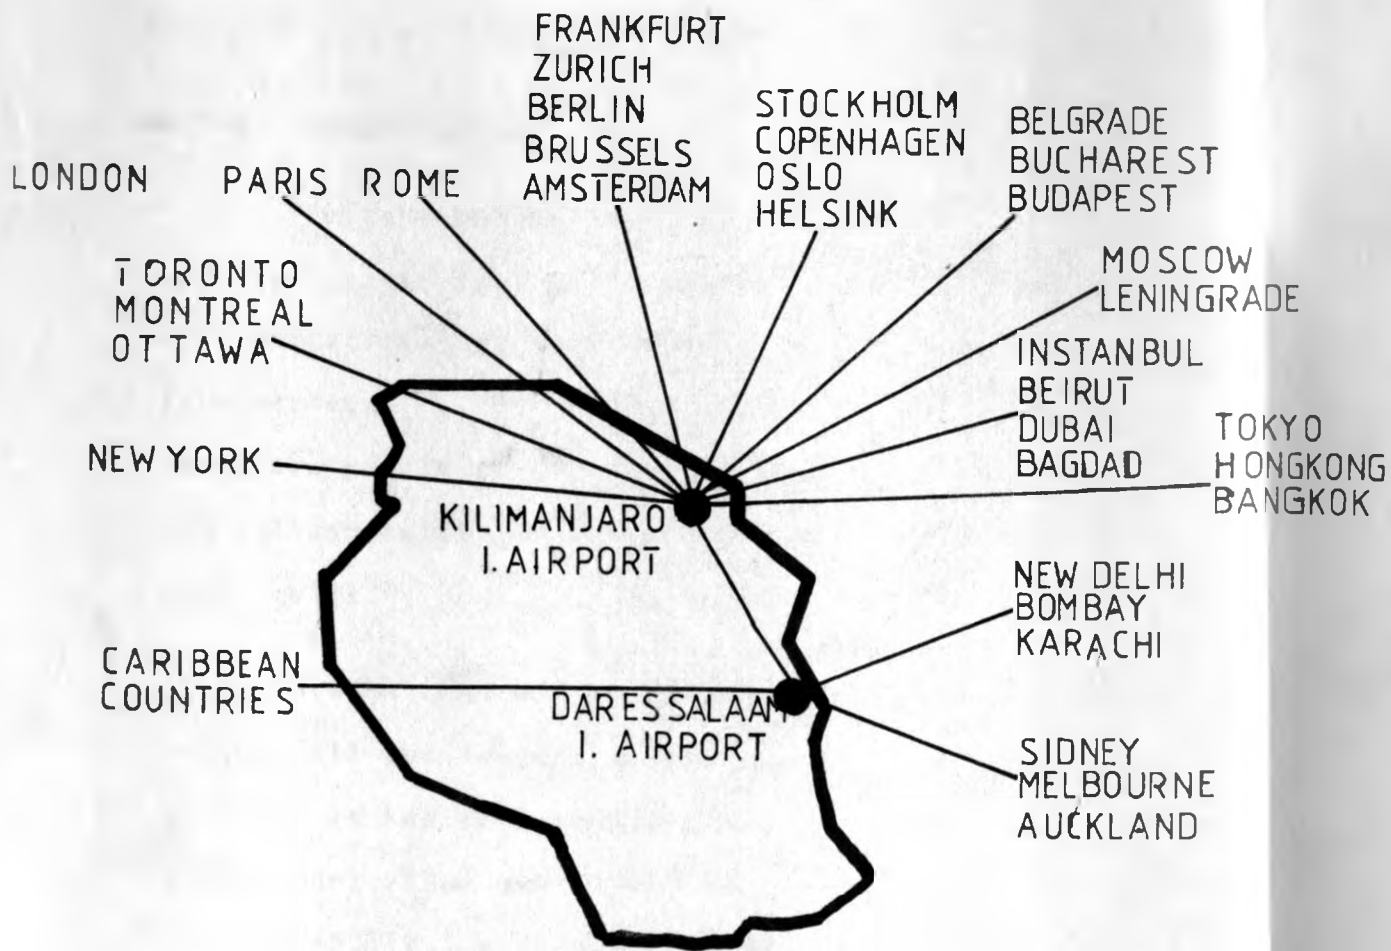 FRANKFURT
ZURICH
BERLIN
BRUSSELS
AMSTERDAM
STOCKHOLM
COPENHAGEN
OSLO
HELSINK
BELGRADE
BUCHAREST
BUDAPEST
LONDON
PARIS
ROME
TORONTO
MONTREAL
OTTAWA
MOSCOW
LENINGRADE
INSTANBUL
BEIRUT
DUBAI
BAGDAD
TOKYO
HONGKONG
BANGKOK
NEW YORK
KILIMANJARO
I. AIRPORT
NEW DELHI
BOMBAY
KARACHI
CARIBBEAN
COUNTRIES
DARESSALAAM
I. AIRPORT
SIDNEY
MELBOURNE
AUCKLAND